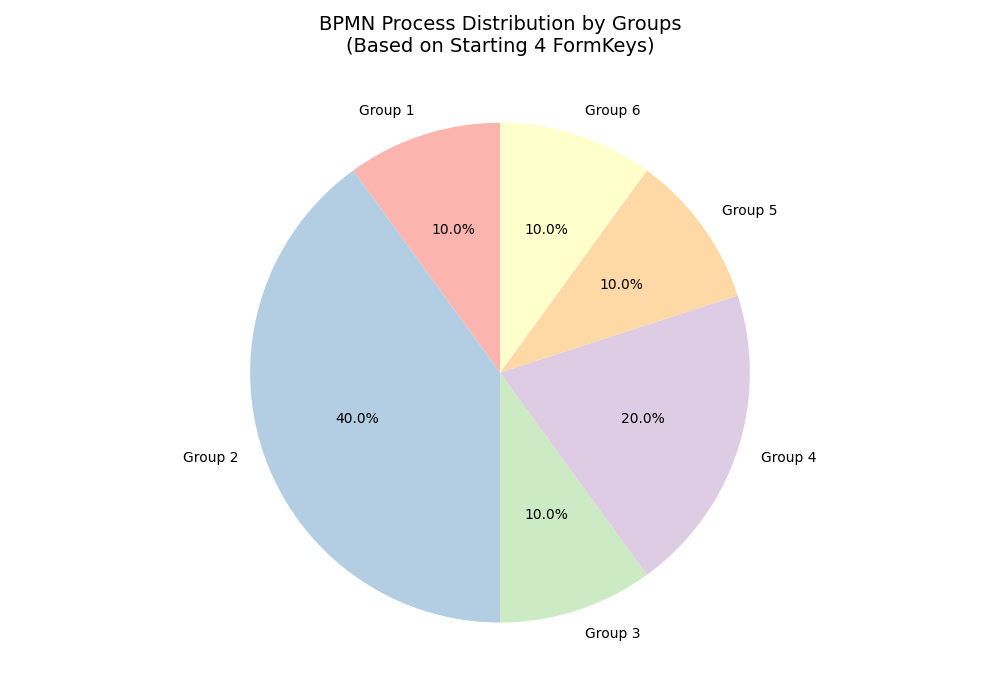 BPMN Process Distribution by Groups
(Based on Starting 4 FormKeys)
Group 1
Group 6
Group 5
10.0%
10.0%
10.0%
40.0%
20.0%
Group 2
Group 4
10.0%
Group 3